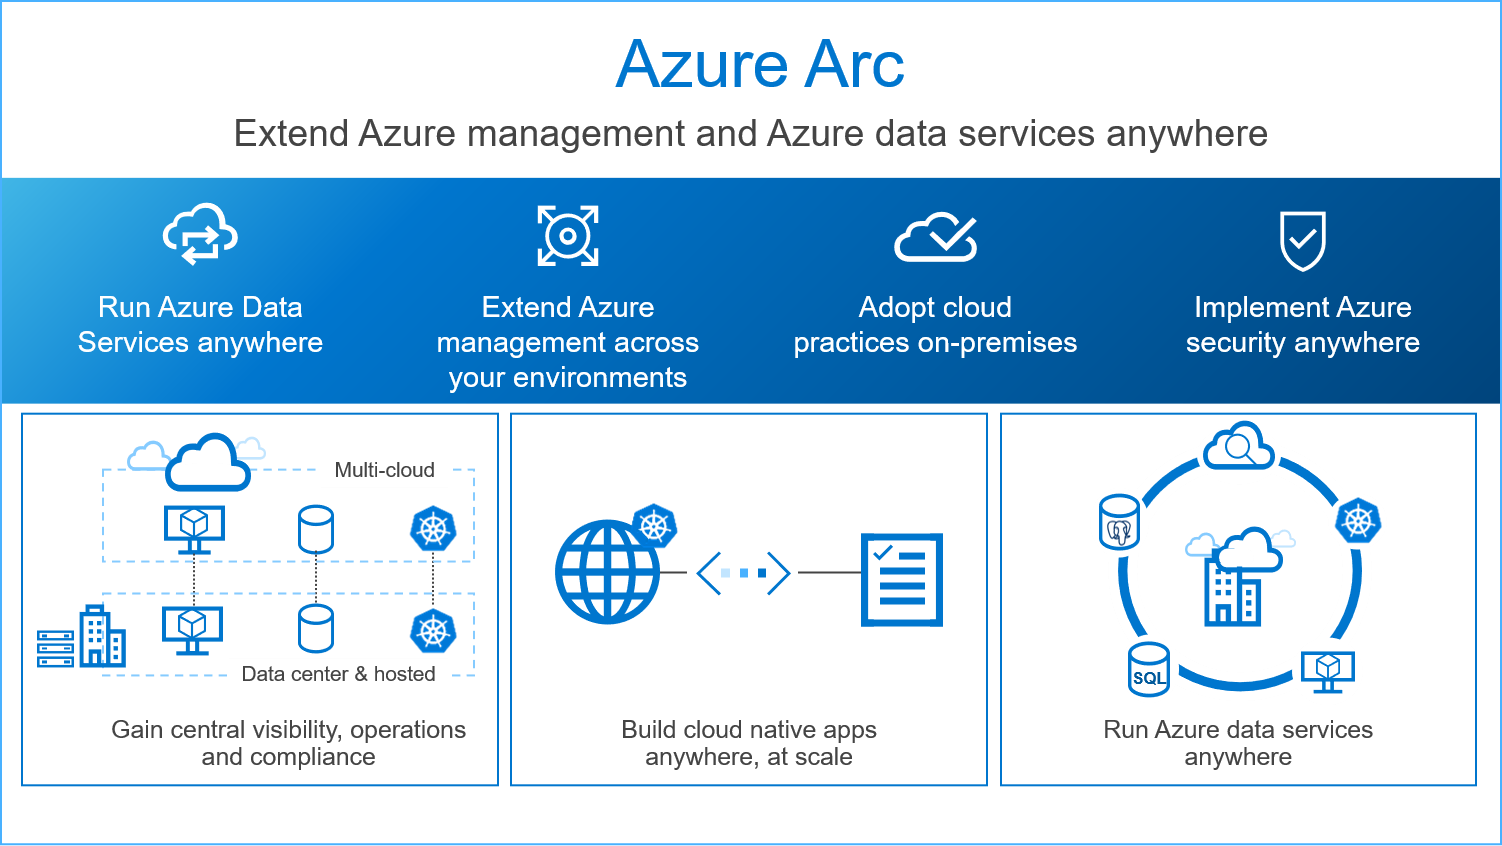 Azure Arc
Extend Azure management and Azure data services anywhere
Run Azure Data
Services anywhere
Extend Azure
management across
your environments
Adopt cloud
practices on-premises
Implement Azure
security anywhere
Multi-cloud
Data center & hosted
Gain central visibility, operations
and compliance
Build cloud native apps
anywhere, at scale
SQL
Run Azure data services
anywhere